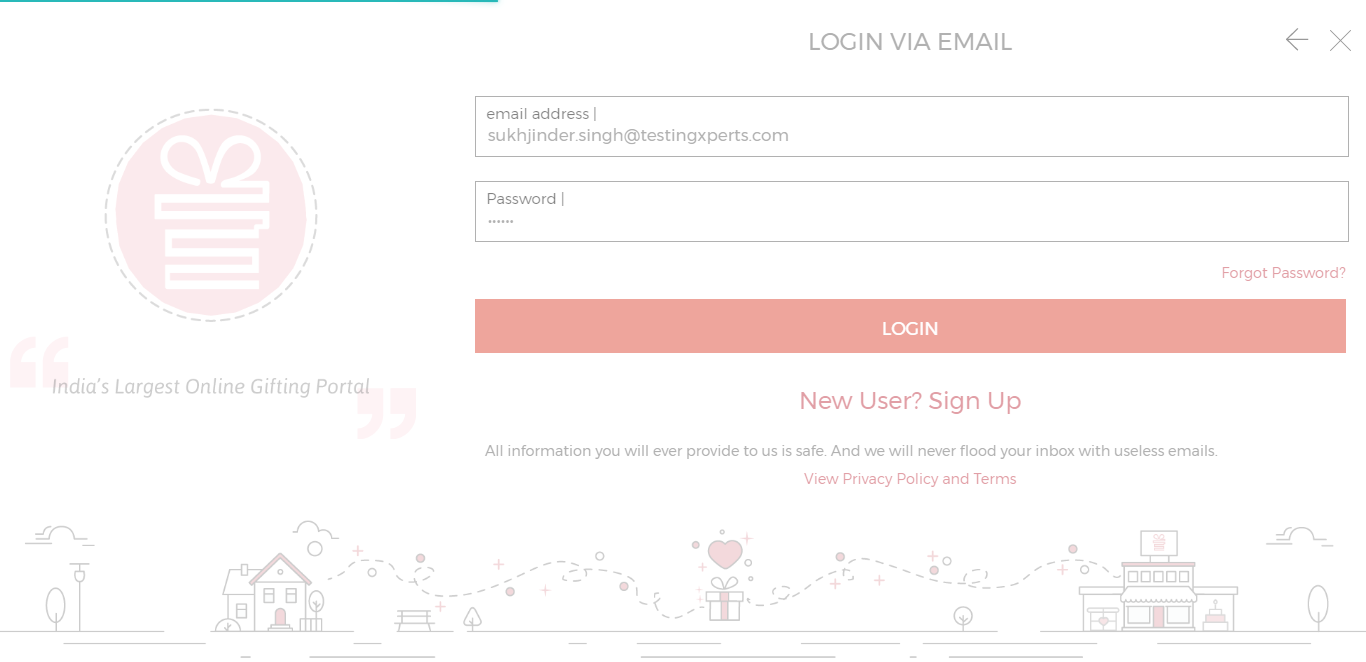 LOGIN VIA EMAIL
email address |
sukhjinder.singh@testingxperts.com
Password |
••••••
Forgot Password?
LOGIN
India's Largest Online Gifting Portal
New User? Sign Up
All information you will ever provide to us is safe. And we will never flood your inbox with useless emails.
View Privacy Policy and Terms